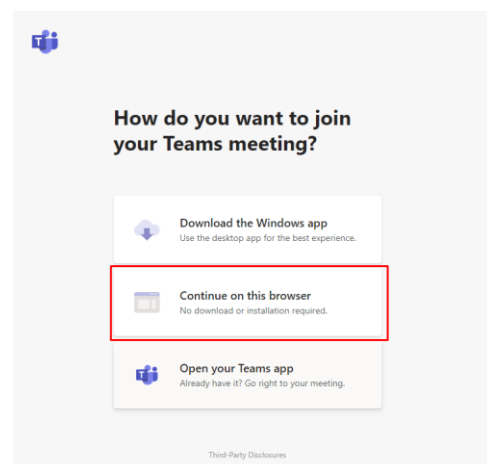 How do you want to join
your Teams meeting?
Download the Windows app
Use the desktop app for the best experience.
Continue on this browser
No download or installation required.
Open your Teams app
Already have it? Go right to your meeting.
Third-Party Disclosures